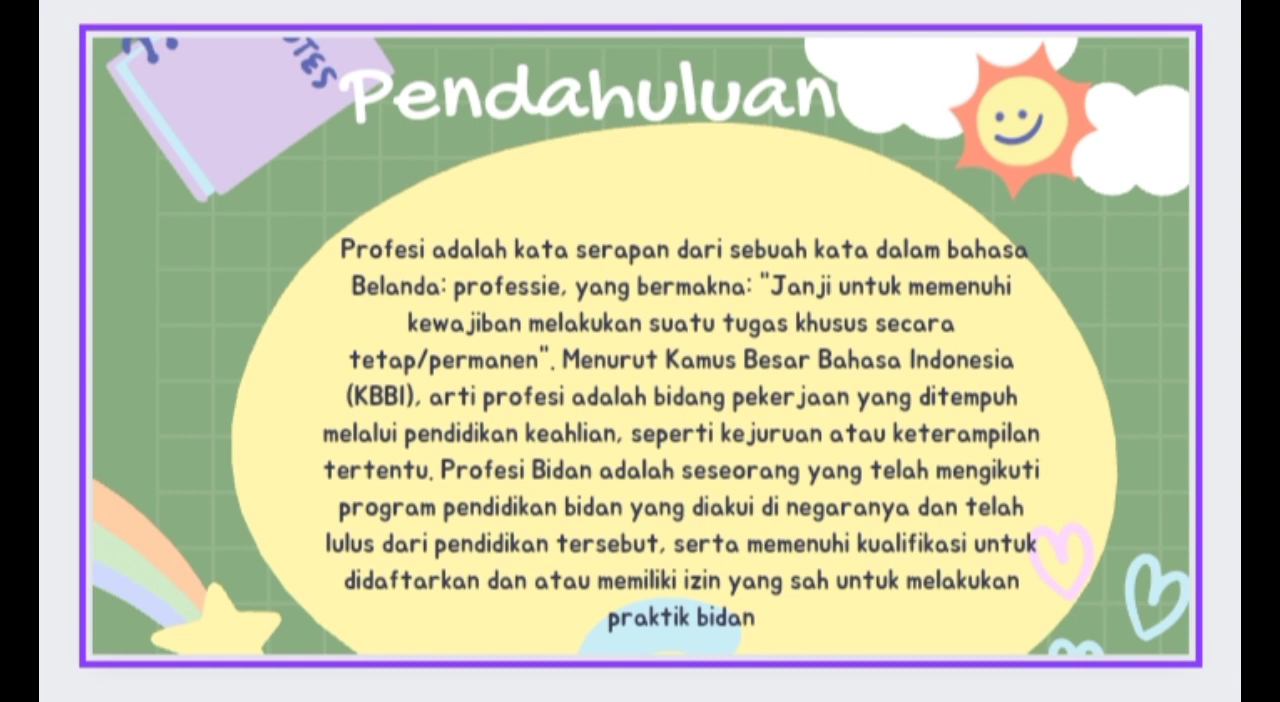 OTES
Pendahuluan
Profesi adalah kata serapan dari sebuah kata dalam bahasa
Belanda: professie, yang bermakna: "Janji untuk memenuhi
kewajiban melakukan suatu tugas khusus secara
tetap/permanen". Menurut Kamus Besar Bahasa Indonesia
(KBBI), arti profesi adalah bidang pekerjaan yang ditempuh
melalui pendidikan keahlian, seperti kejuruan atau keterampilan
tertentu. Profesi Bidan adalah seseorang yang telah mengikuti
program pendidikan bidan yang diakui di negaranya dan telah
lulus dari pendidikan tersebut, serta memenuhi kualifikasi untuk
didaftarkan dan atau memiliki izin yang sah untuk melakukan
praktik bidan